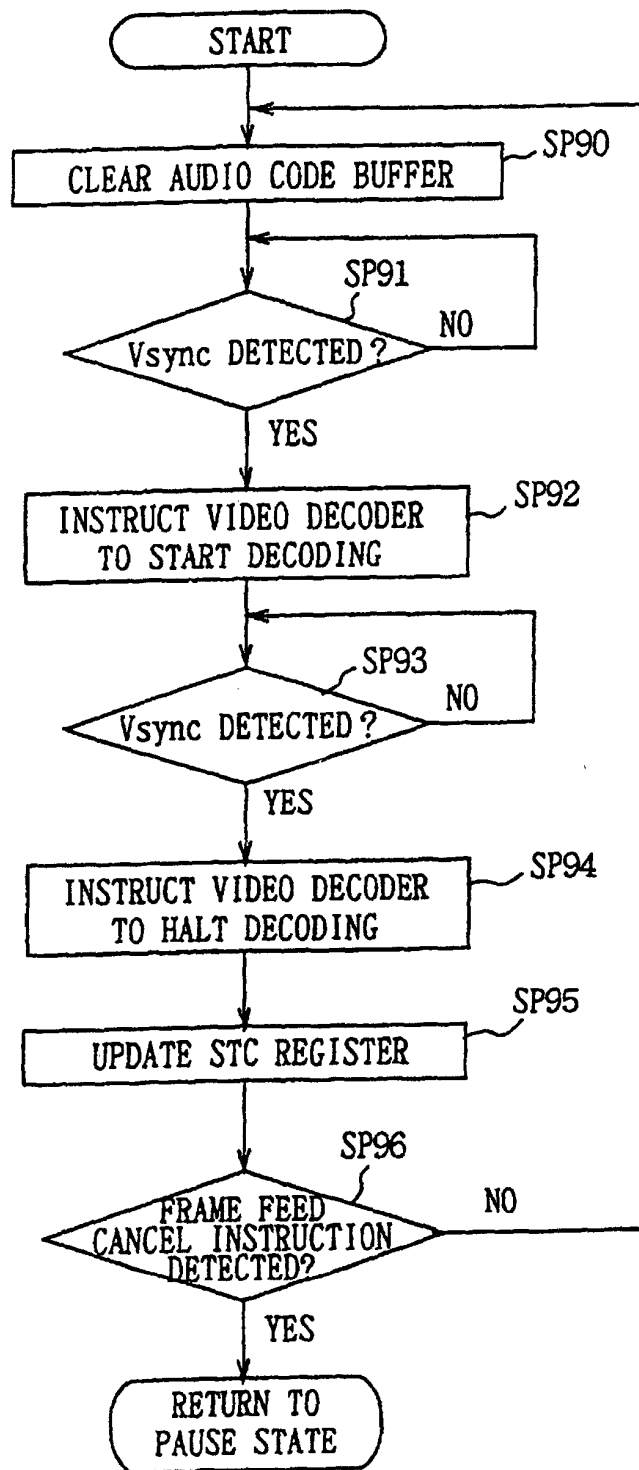 START
CLEAR AUDIO CODE BUFFER
SP90
SP91
Vsync DETECTED?
NO
YES
INSTRUCT VIDEO DECODER
TO START DECODING
SP92
SP93
Vsync DETECTED?
NO
YES
INSTRUCT VIDEO DECODER
TO HALT DECODING
SP94
UPDATE STC REGISTER
SP95
SP96
FRAME FEED
CANCEL INSTRUCTION
DETECTED?
NO
YES
RETURN TO
PAUSE STATE